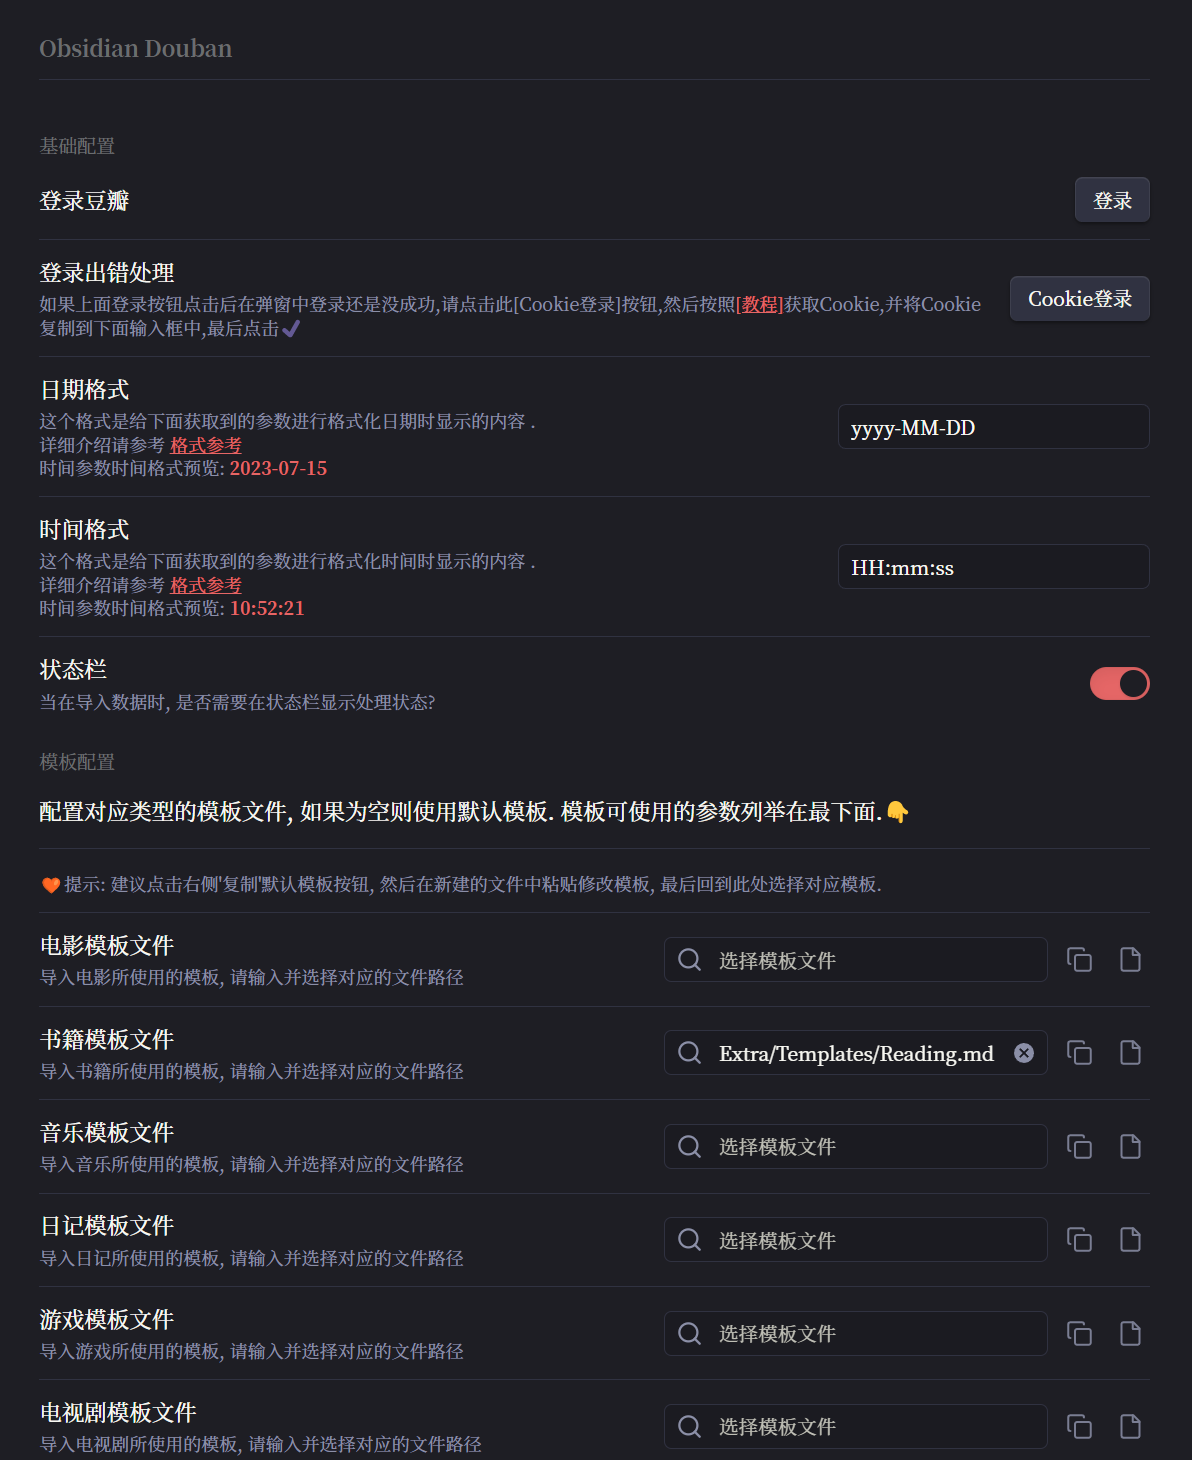 Obsidian Douban
基础配置
登录豆瓣
登录
登录出错处理
如果上面登录按钮点击后在弹窗中登录还是没成功,请点击此[Cookie登录]按钮,然后按照[教程]获取Cookie,并将Cookie
复制到下面输入框中,最后点击✔
Cookie登录
日期格式
这个格式是给下面获取到的参数进行格式化日期时显示的内容 .
详细介绍请参考 格式参考
时间参数时间格式预览: 2023-07-15
yyyy-MM-DD
时间格式
这个格式是给下面获取到的参数进行格式化时间时显示的内容 .
详细介绍请参考 格式参考
时间参数时间格式预览: 10:52:21
HH:mm:ss
状态栏
当在导入数据时, 是否需要在状态栏显示处理状态?
模板配置
配置对应类型的模板文件, 如果为空则使用默认模板. 模板可使用的参数列举在最下面.👇
🧡提示: 建议点击右侧'复制'默认模板按钮, 然后在新建的文件中粘贴修改模板, 最后回到此处选择对应模板.
电影模板文件
导入电影所使用的模板, 请输入并选择对应的文件路径
选择模板文件
书籍模板文件
导入书籍所使用的模板, 请输入并选择对应的文件路径
Extra/Templates/Reading.md
音乐模板文件
导入音乐所使用的模板, 请输入并选择对应的文件路径
选择模板文件
日记模板文件
导入日记所使用的模板, 请输入并选择对应的文件路径
选择模板文件
游戏模板文件
导入游戏所使用的模板, 请输入并选择对应的文件路径
选择模板文件
电视剧模板文件
导入电视剧所使用的模板, 请输入并选择对应的文件路径
选择模板文件